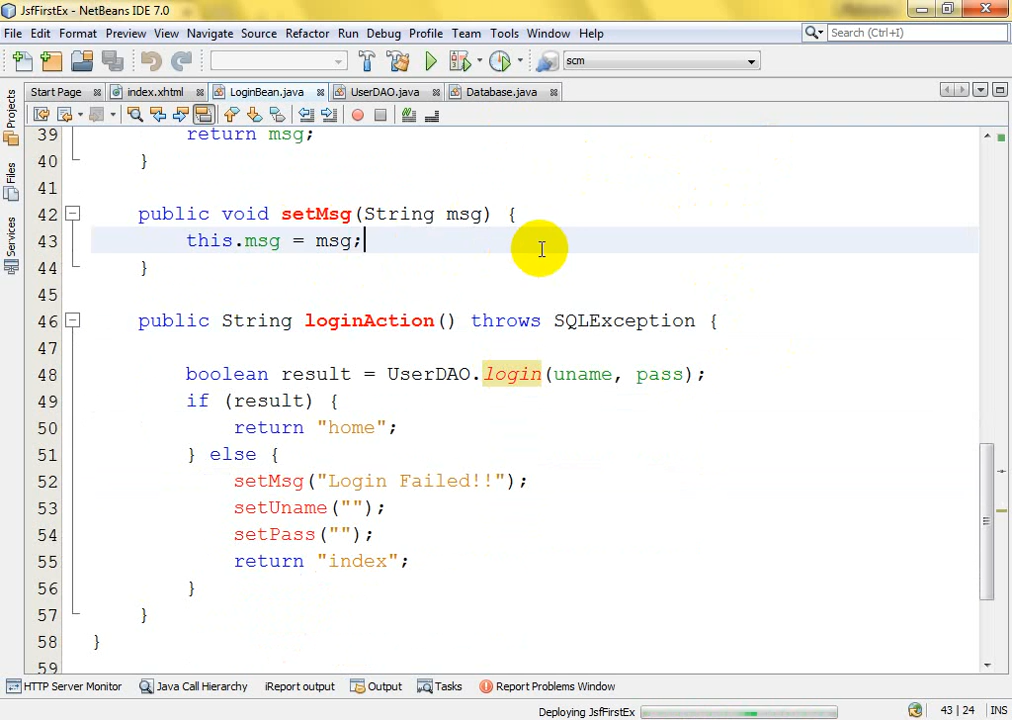 JsfFirstEx - NetBeans IDE 7.0
File Edit Format Preview View Navigate Source Refactor Run Debug Profile Team Tools Window Help
Search (Ctrl+I)
scm
Start Page index.xhtml LoginBean.java UserDAO.java Database.java
Projects
Files
Services
39 return msg;
40 }
41
42 public void setMsg(String msg) {
43 this.msg = msg;
44 }
45
46 public String loginAction() throws SQLException {
47
48 boolean result = UserDAO.login(uname, pass);
49 if (result) {
50 return "home";
51 } else {
52 setMsg("Login Failed!!");
53 setUname("");
54 setPass("");
55 return "index";
56 }
57 }
58 }
59
HTTP Server Monitor Java Call Hierarchy iReport output Output Tasks Report Problems Window
Deploying JsfFirstEx 43 | 24 INS